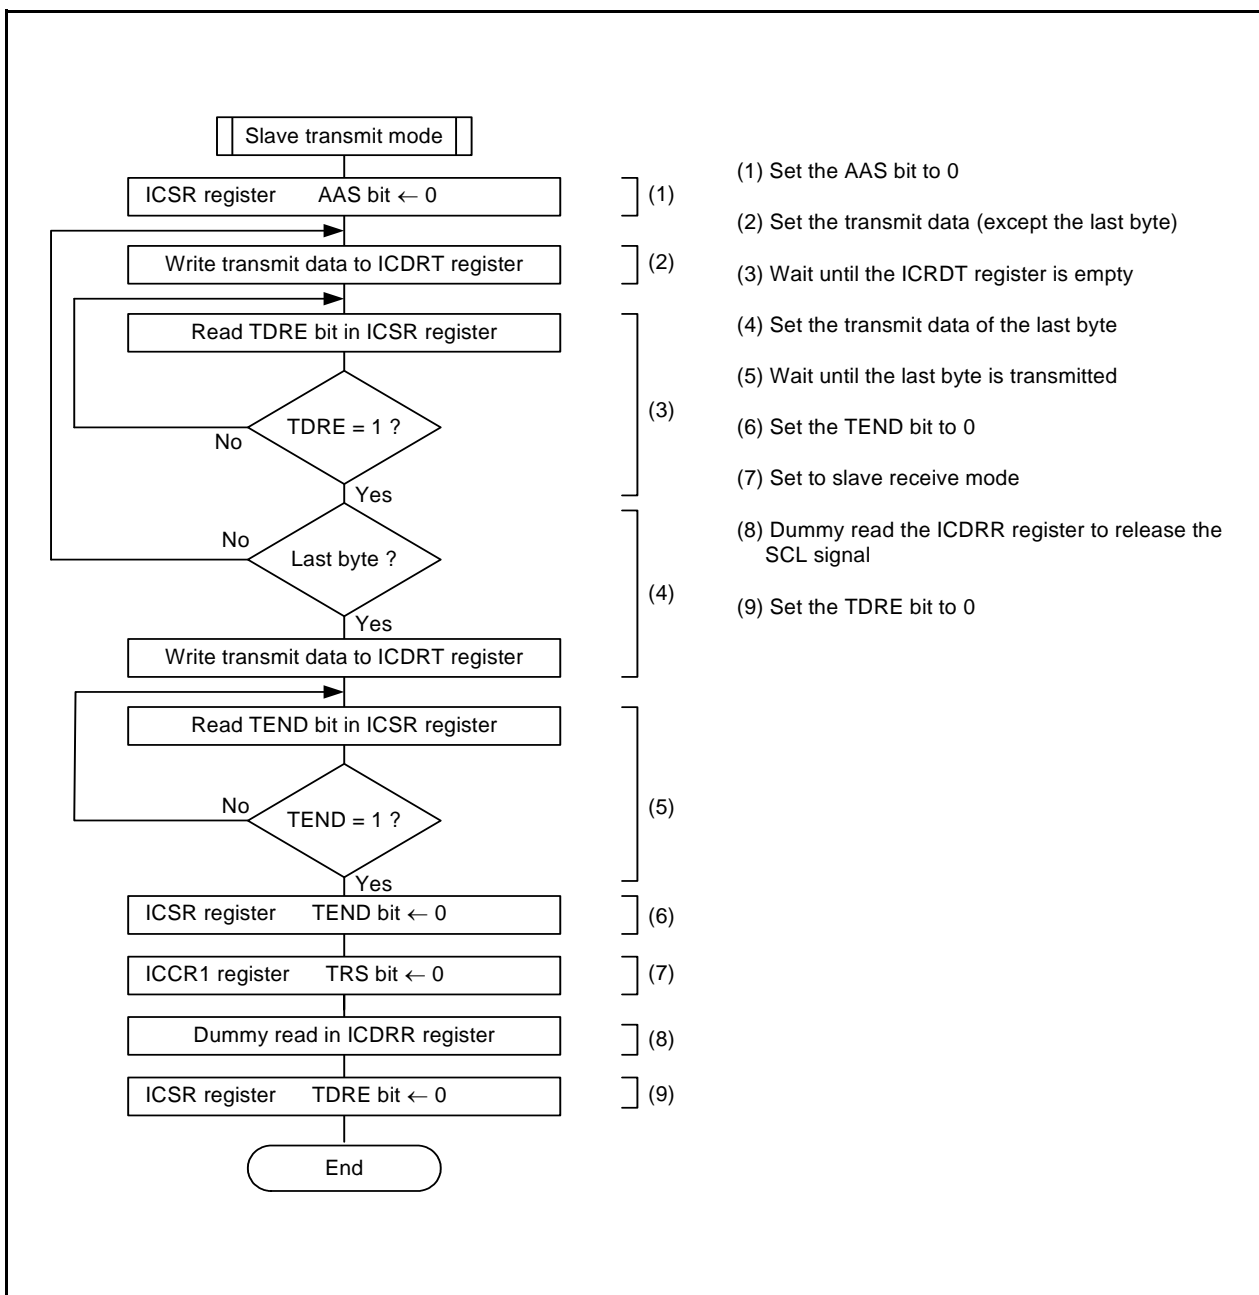 Slave transmit mode
ICSR register AAS bit ← 0
(1)
Write transmit data to ICDRT register
(2)
Read TDRE bit in ICSR register
TDRE = 1 ?
No
Yes
(3)
Last byte ?
No
Yes
Write transmit data to ICDRT register
(4)
Read TEND bit in ICSR register
TEND = 1 ?
No
Yes
(5)
ICSR register TEND bit ← 0
(6)
ICCR1 register TRS bit ← 0
(7)
Dummy read in ICDRR register
(8)
ICSR register TDRE bit ← 0
(9)
End
(1) Set the AAS bit to 0
(2) Set the transmit data (except the last byte)
(3) Wait until the ICRDT register is empty
(4) Set the transmit data of the last byte
(5) Wait until the last byte is transmitted
(6) Set the TEND bit to 0
(7) Set to slave receive mode
(8) Dummy read the ICDRR register to release the
SCL signal
(9) Set the TDRE bit to 0